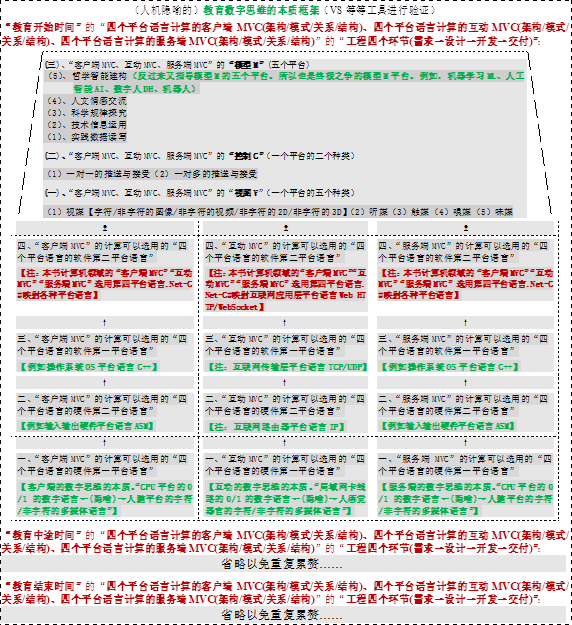 （人机隐喻的）教育数字思维的本质框架（VS 等等工具进行验证）
“教育开始时间”的“四个平台语言计算的客户端 MVC(架构/模式/关系/结构)、四个平台语言计算的互动 MVC(架构/模式/
关系/结构)、四个平台语言计算的服务端 MVC(架构/模式/关系/结构)”的“工程四个环节(需求→设计→开发→交付)”：
（三）、“客户端 MVC、互动 MVC、服务端 MVC”的“模型 M”（五个平台）
（5）、哲学智能建构（反过来又指导模型 M 的五个平台。所以也是终极之争的模型 M 平台。例如，机器学习 ML、人工
智能 AI、数字人 DH、机器人）
（4）、人文情感交流
（3）、科学规律探究
（2）、技术信息运用
（1）、实践数据读写
（二）、“客户端 MVC、互动 MVC、服务端 MVC”的“控制 C”（一个平台的二个种类）
（1）一对一的推送与接受（2）一对多的推送与接受
（一）、“客户端 MVC、互动 MVC、服务端 MVC”的“视图 V”（一个平台的五个种类）
（1）视媒【字符/非字符的图像/非字符的视频/非字符的 2D/非字符的 3D】（2）听媒（3）触媒（4）嗅媒（5）味媒
四、“客户端 MVC”的计算可以选用的“四
个平台语言的软件第二平台语言”
【注：本书计算机领域的“客户端 MVC”“互动
MVC”“服务端 MVC”选用第四平台语言.Net-C
#映射各种平台语言】
↑
三、“客户端 MVC”的计算可以选用的“四
个平台语言的软件第一平台语言”
【例如操作系统 OS 平台语言 C++】
↑
二、“客户端 MVC”的计算可以选用的“四
个平台语言的硬件第二平台语言”
【例如输入输出硬件平台语言 ASM】
↑
一、“客户端 MVC”的计算可以选用的“四
个平台语言的硬件第一平台语言”
【客户端的数字思维的本质。“CPU 平台的 0
/1 的数字语言～(隐喻)～人脑平台的字符
/非字符的多媒体语言”】
四、“互动 MVC”的计算可以选用的“四
个平台语言的软件第二平台语言”
【注：本书计算机领域的“客户端 MVC”“互
动 MVC”“服务端 MVC”选用第四平台语言.
Net-C#映射互联网应用层平台语言 Web HT
TP/WebSocket】
↑
三、“互动 MVC”的计算可以选用的“四
个平台语言的软件第一平台语言”
【注：互联网传输层平台语言 TCP/UDP】
↑
二、“互动 MVC”的计算可以选用的“四
个平台语言的硬件第二平台语言”
【注：互联网路由器平台语言 IP】
↑
一、“互动 MVC”的计算可以选用的“四
个平台语言的硬件第一平台语言”
【互动的数字思维的本质。“局域网卡线
路的 0/1 的数字语言～(隐喻)～人感官
器官的字符/非字符的多媒体语言”】
四、“服务端 MVC”的计算可以选用的“四
个平台语言的软件第二平台语言”
【注：本书计算机领域的“客户端 MVC”“互动
MVC”“服务端 MVC”选用第四平台语言.Net-C
#映射各种平台语言】
↑
三、“服务端 MVC”的计算可以选用的“四
个平台语言的软件第一平台语言”
【例如操作系统 OS 平台语言 C++】
↑
二、“服务端 MVC”的计算可以选用的“四
个平台语言的硬件第二平台语言”
【例如输入输出硬件平台语言 ASM】
↑
一、“服务端 MVC”的计算可以选用的“四
个平台语言的硬件第一平台语言”
【服务端的数字思维的本质。“CPU 平台的 0
/1 的数字语言～(隐喻)～人脑平台的字符
/非字符的多媒体语言”】
“教育中途时间”的“四个平台语言计算的客户端 MVC(架构/模式/关系/结构)、四个平台语言计算的互动 MVC(架构/模式/
关系/结构)、四个平台语言计算的服务端 MVC(架构/模式/关系/结构)”的“工程四个环节(需求→设计→开发→交付)”：
省略以免重复累赘……
“教育结束时间”的“四个平台语言计算的客户端 MVC(架构/模式/关系/结构)、四个平台语言计算的互动 MVC(架构/模式/
关系/结构)、四个平台语言计算的服务端 MVC(架构/模式/关系/结构)”的“工程四个环节(需求→设计→开发→交付)”：
省略以免重复累赘……